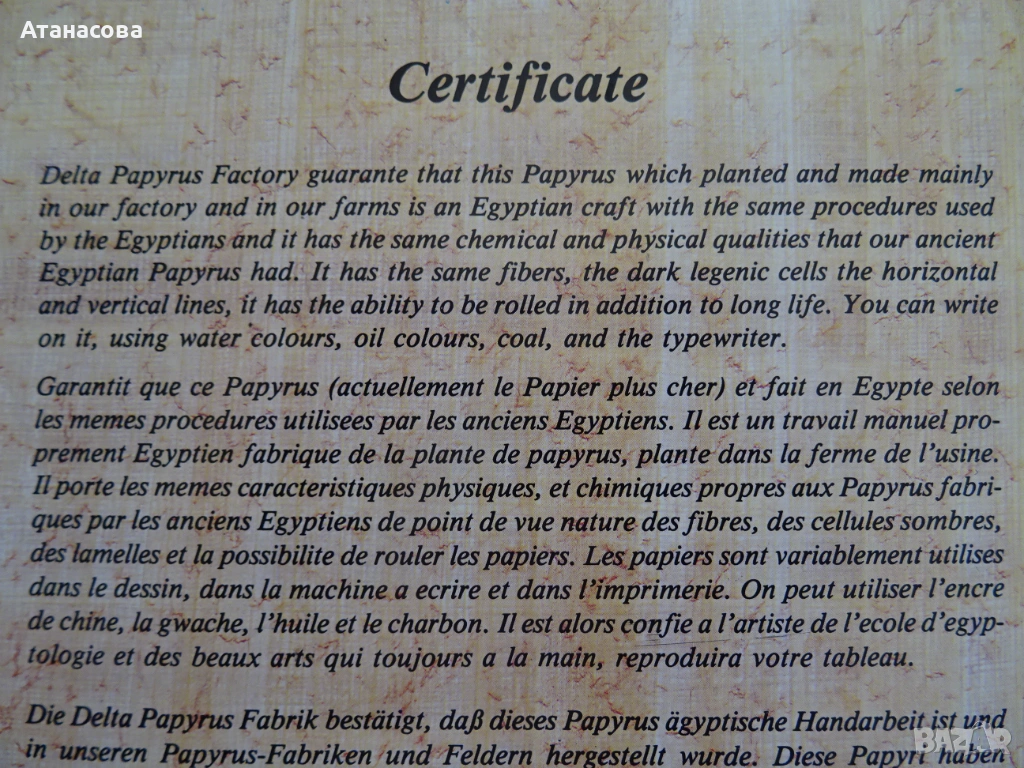 Атанасова
Certificate
Delta Papyrus Factory guarante that this Papyrus which planted and made mainly
in our factory and in our farms is an Egyptian craft with the same procedures used
by the Egyptians and it has the same chemical and physical qualities that our ancient
Egyptian Papyrus had. It has the same fibers, the dark legenic cells the horizontal
and vertical lines, it has the ability to be rolled in addition to long life. You can write
on it, using water colours, oil colours, coal, and the typewriter.
Garantit que ce Papyrus (actuellement le Papier plus cher) et fait en Egypte selon
les memes procedures utilisees par les anciens Egyptiens. Il est un travail manuel pro-
prement Egyptien fabrique de la plante de papyrus, plante dans la ferme de l'usine.
Il porte les memes caracteristiques physiques, et chimiques propres aux Papyrus fabri-
ques par les anciens Egyptiens de point de vue nature des fibres, des cellules sombres,
des lamelles et la possibilite de rouler les papiers. Les papiers sont variablement utilises
dans le dessin, dans la machine a ecrire et dans l'imprimerie. On peut utiliser l'encre
de chine, la gwache, l'huile et le charbon. Il est alors confie a l'artiste de l'ecole d'egyp-
tologie et des beaux arts qui toujours a la main, reproduira votre tableau.
Die Delta Papyrus Fabrik bestätigt, daß dieses Papyrus ägyptische Handarbeit ist und
in unseren Papyrus-Fabriken und Feldern hergestellt wurde. Diese Papyri haben
BAZAR